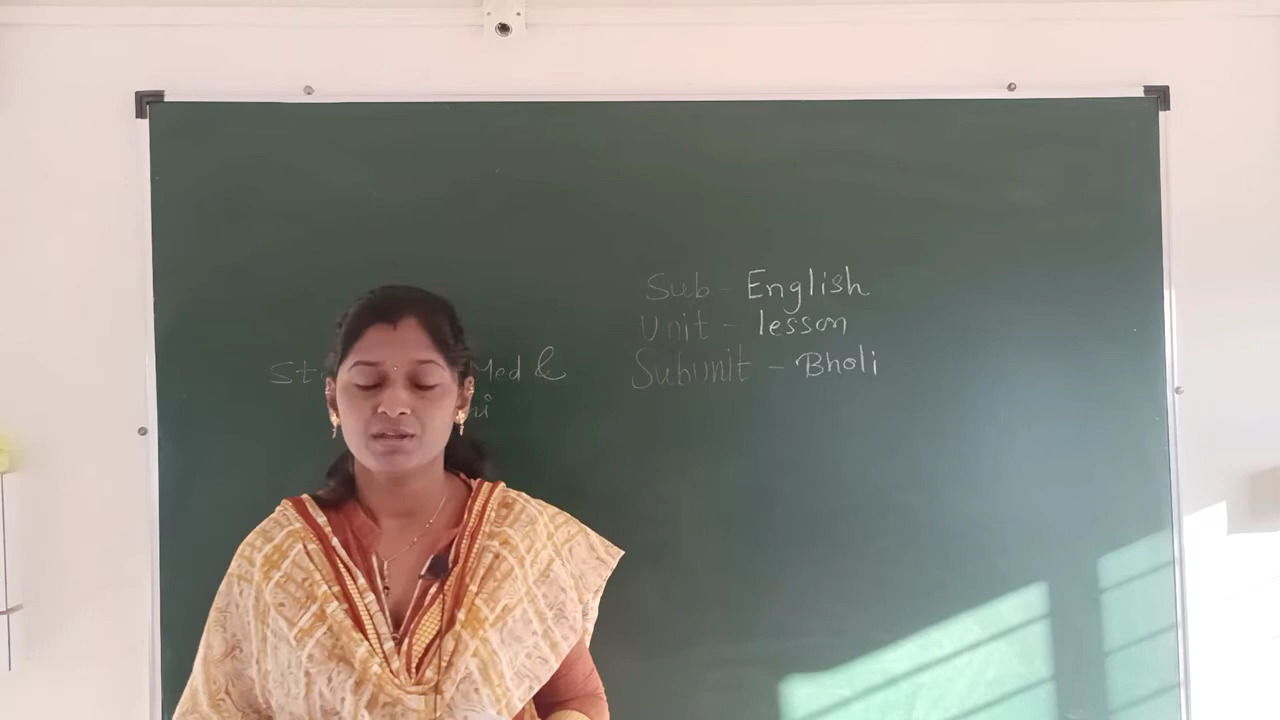 Med &
Sub - English
Unit - lesson
Subunit - Bholi